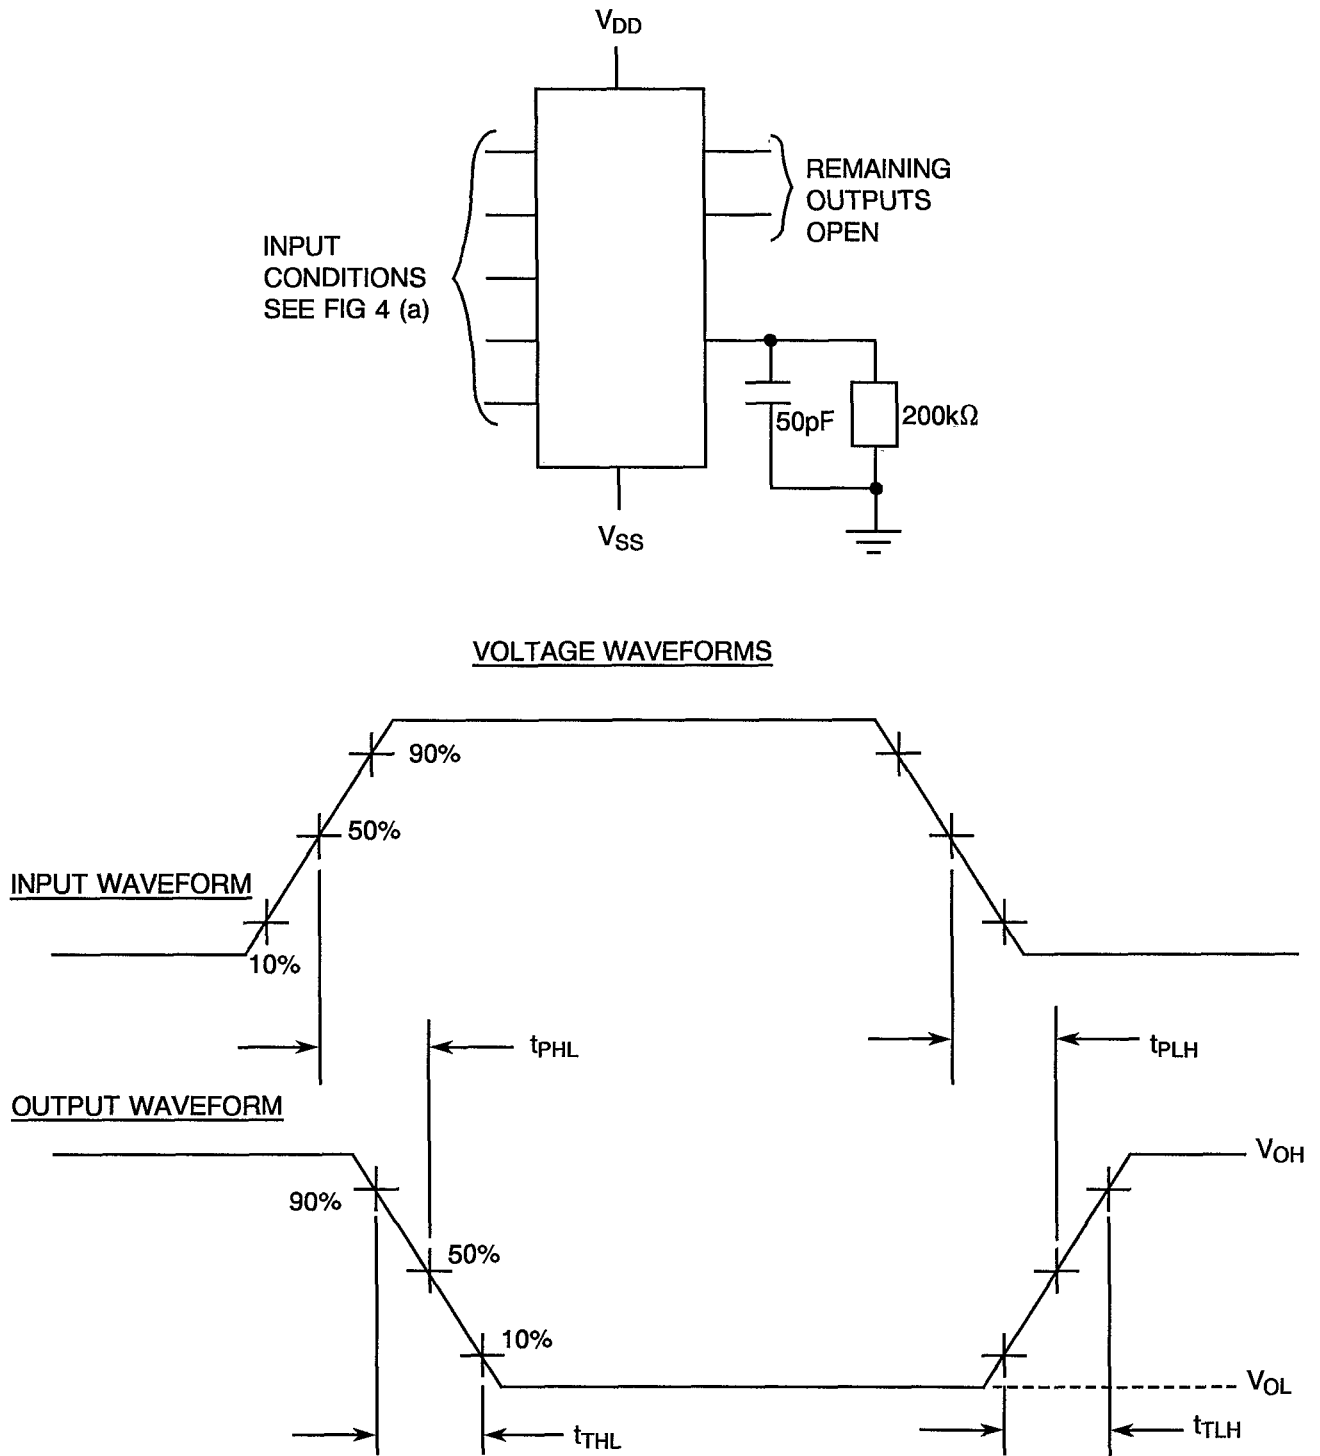 VDD
REMAINING
OUTPUTS
OPEN
INPUT
CONDITIONS
SEE FIG 4 (a)
50pF
200kΩ
VSS
VOLTAGE WAVEFORMS
90%
50%
INPUT WAVEFORM
10%
tPHL
tPLH
OUTPUT WAVEFORM
VOH
90%
50%
10%
VOL
tTHL
tTLH